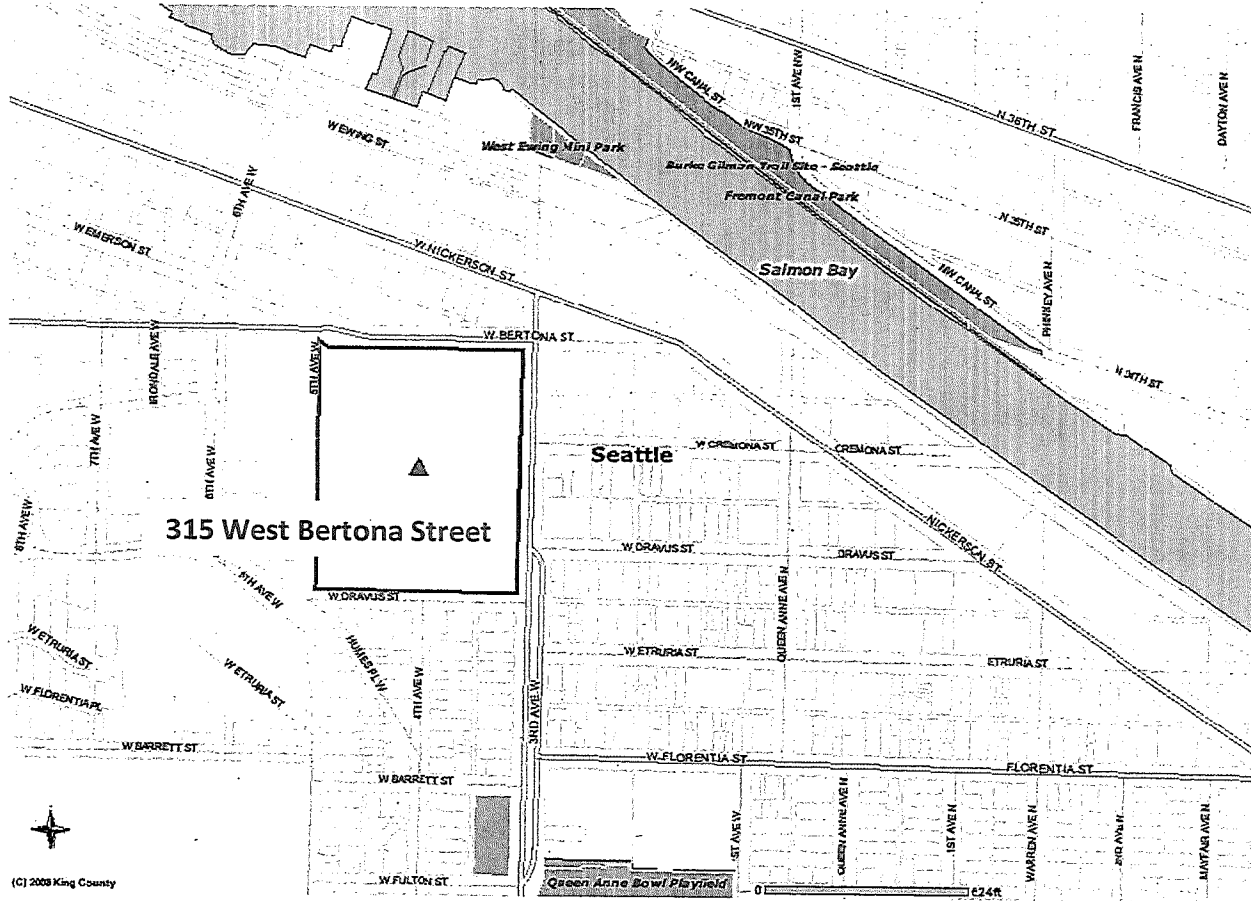 NW CANAL ST
1ST AVE NW
FRANCIS AVE N
DAYTON AVE N
N 36TH ST
NW 35TH ST
W EWING ST
West Ewing Mini Park
Burke Gilman Trail Site - Seattle
Fremont Canal Park
6TH AVE W
N 35TH ST
W EMERSON ST
W NICKERSON ST
Salmon Bay
NW CANAL ST
PHINNEY AVE N
W BERTONA ST
N 34TH ST
IRONDALE AVE W
5TH AVE W
7TH AVE W
6TH AVE W
W CREMONA ST
CREMONA ST
Seattle
8TH AVE W
315 West Bertona Street
NICKERSON ST
W DRAVUS ST
DRAVUS ST
5TH AVE W
W DRAVUS ST
QUEEN ANNE AVE N
W ETRURIA ST
W ETRURIA ST
HUMES PL W
4TH AVE W
W ETRURIA ST
ETRURIA ST
W FLORENTIA PL
3RD AVE W
W BARRETT ST
W FLORENTIA ST
FLORENTIA ST
W BARRETT ST
ST AVE W
QUEEN ANNE AVE N
1ST AVE N
WARREN AVE N
2ND AVE N
MAYFAIR AVE N
(C) 2008 King County
W FULTON ST
Queen Anne Bowl Playfield
0
624ft